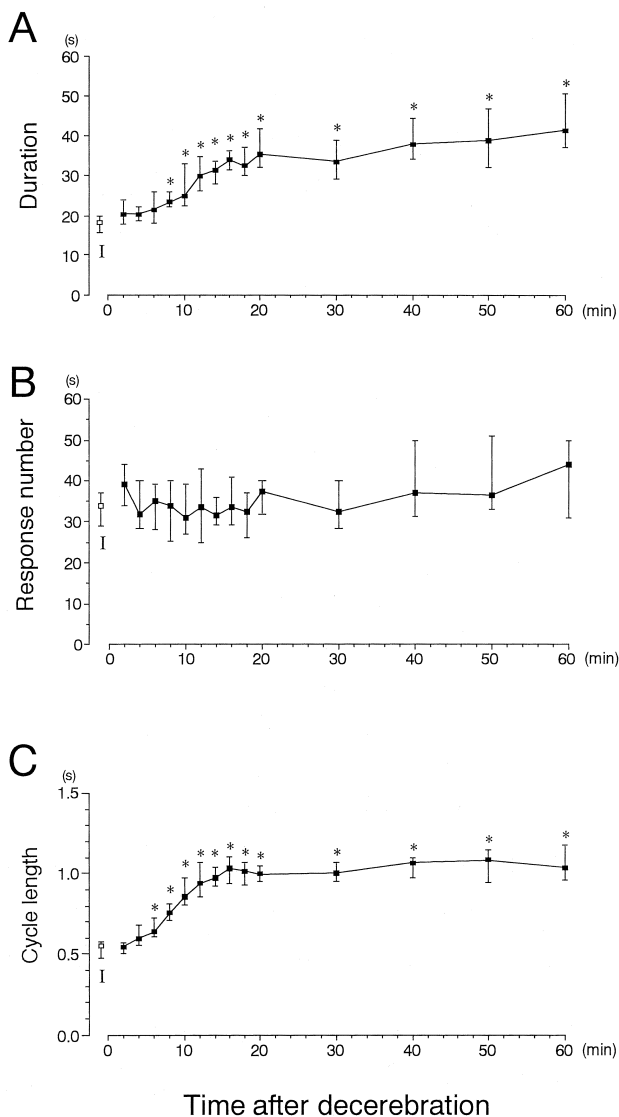 A
(s)
60
50
40
30
20
10
0
Duration
* * * * * * * * * * *
I
0 10 20 30 40 50 60 (min)
B
(s)
60
50
40
30
20
10
0
Response number
I
0 10 20 30 40 50 60 (min)
C
(s)
1.5
1.0
0.5
0.0
Cycle length
* * * * * * * * * * * *
I
0 10 20 30 40 50 60 (min)
Time after decerebration